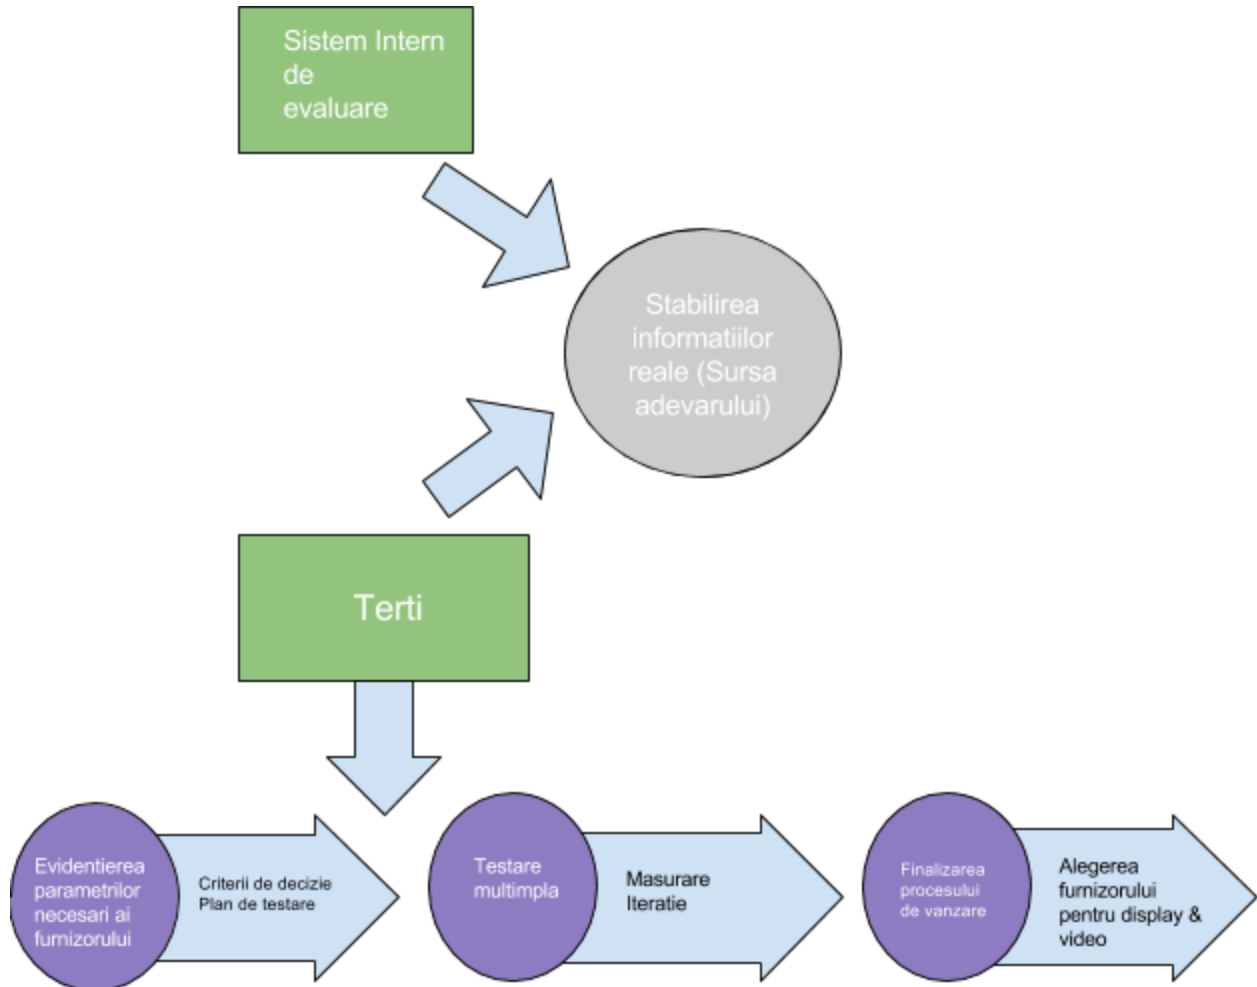 Sistem Intern
de
evaluare
Stabilirea
informatiilor
reale (Sursa
adevarului)
Terti
Evidentierea
parametrilor
necesari ai
furnizorului
Criterii de decizie
Plan de testare
Testare
multimpla
Masurare
Iteratie
Finalizarea
procesului
de vanzare
Alegerea
furnizorului
pentru display &
video